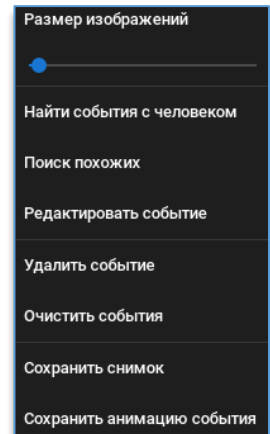 Размер изображений
Найти события с человеком
Поиск похожих
Редактировать событие
Удалить событие
Очистить события
Сохранить снимок
Сохранить анимацию события